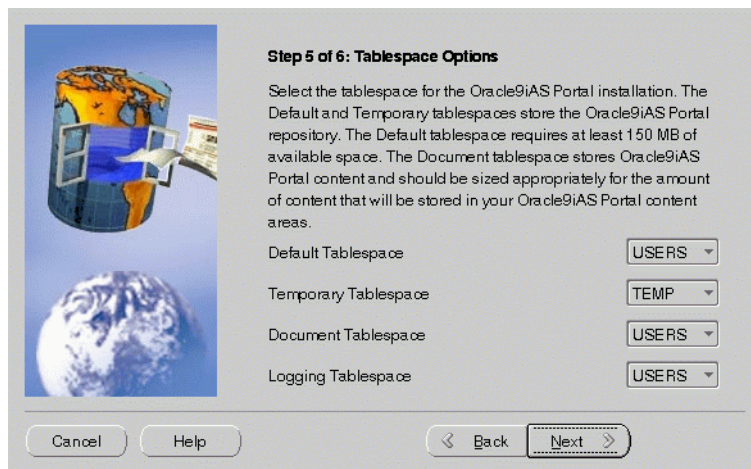 Step 5 of 6: Tablespace Options
Select the tablespace for the Oracle9iAS Portal installation. The
Default and Temporary tablespaces store the Oracle9iAS Portal
repository. The Default tablespace requires at least 150 MB of
available space. The Document tablespace stores Oracle9iAS
Portal content and should be sized appropriately for the amount
of content that will be stored in your Oracle9iAS Portal content
areas.
Default Tablespace USERS
Temporary Tablespace TEMP
Document Tablespace USERS
Logging Tablespace USERS
Cancel Help Back Next